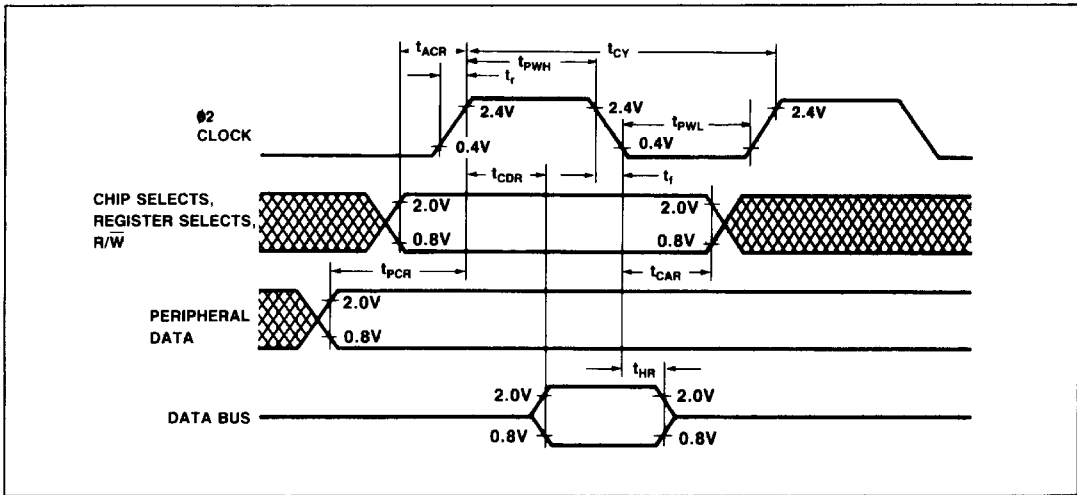 tACR
tCY
tPWH
tr
2.4V
2.4V
tPWL
2.4V
ø2
CLOCK
0.4V
0.4V
tCDR
tf
CHIP SELECTS,
REGISTER SELECTS,
R/W̅
2.0V
2.0V
0.8V
0.8V
tPCR
tCAR
PERIPHERAL
DATA
2.0V
0.8V
tHR
2.0V
2.0V
DATA BUS
0.8V
0.8V